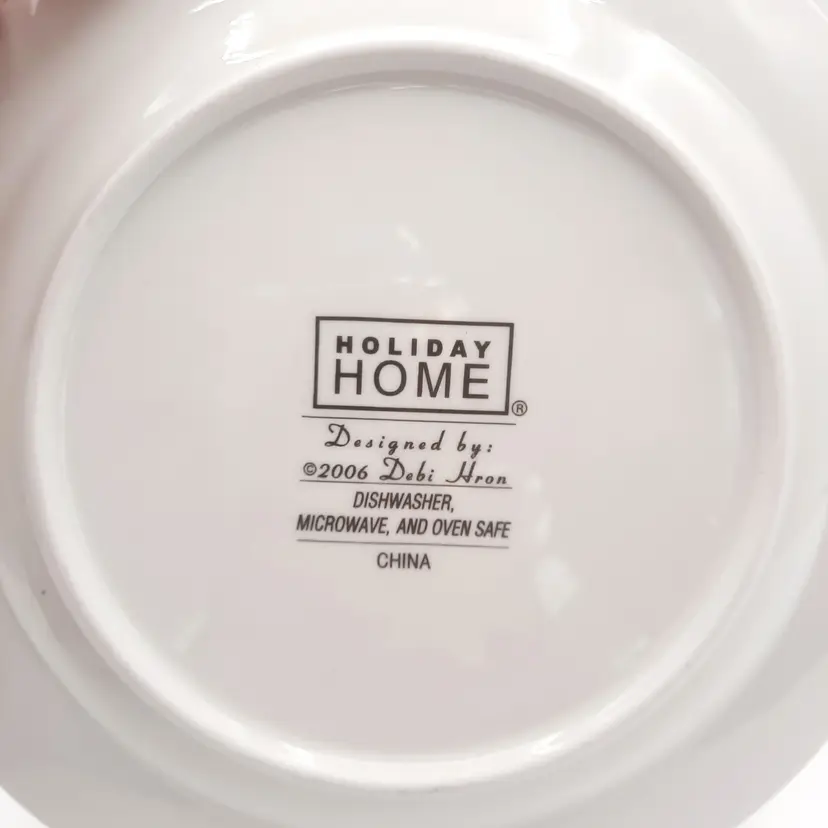 HOLIDAY
HOME®
Designed by:
©2006 Debi Hron
DISHWASHER,
MICROWAVE, AND OVEN SAFE
CHINA